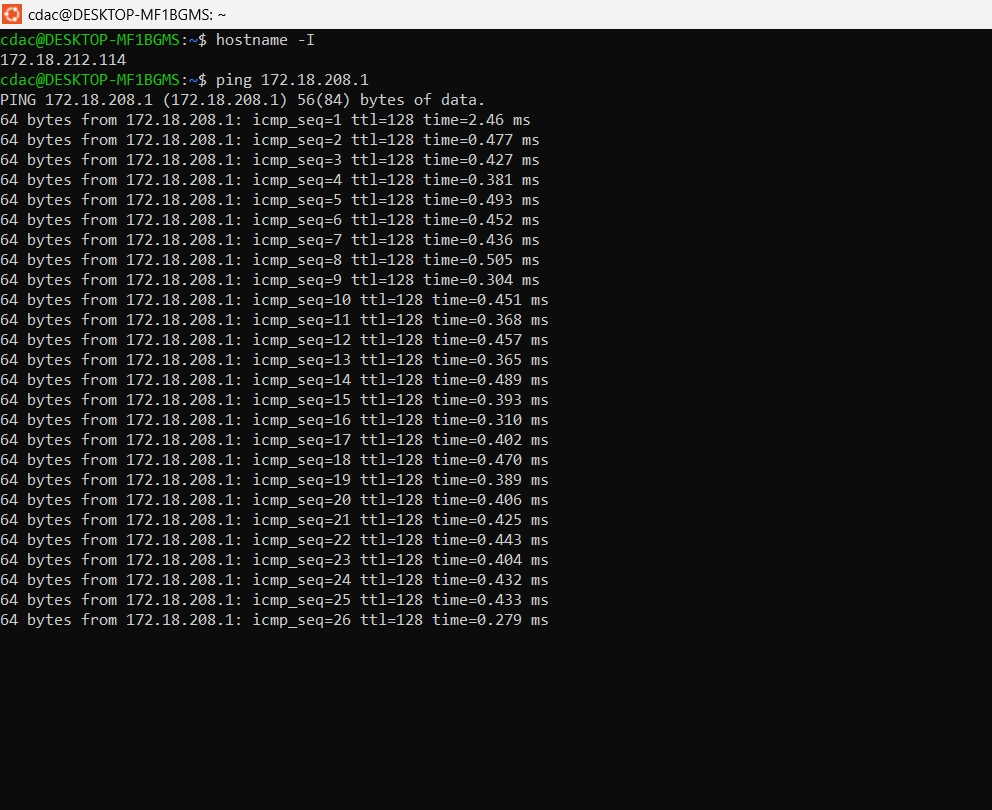 cdac@DESKTOP-MF1BGMS: ~
cdac@DESKTOP-MF1BGMS:~$ hostname -I
172.18.212.114
cdac@DESKTOP-MF1BGMS:~$ ping 172.18.208.1
PING 172.18.208.1 (172.18.208.1) 56(84) bytes of data.
64 bytes from 172.18.208.1: icmp_seq=1 ttl=128 time=2.46 ms
64 bytes from 172.18.208.1: icmp_seq=2 ttl=128 time=0.477 ms
64 bytes from 172.18.208.1: icmp_seq=3 ttl=128 time=0.427 ms
64 bytes from 172.18.208.1: icmp_seq=4 ttl=128 time=0.381 ms
64 bytes from 172.18.208.1: icmp_seq=5 ttl=128 time=0.493 ms
64 bytes from 172.18.208.1: icmp_seq=6 ttl=128 time=0.452 ms
64 bytes from 172.18.208.1: icmp_seq=7 ttl=128 time=0.436 ms
64 bytes from 172.18.208.1: icmp_seq=8 ttl=128 time=0.505 ms
64 bytes from 172.18.208.1: icmp_seq=9 ttl=128 time=0.304 ms
64 bytes from 172.18.208.1: icmp_seq=10 ttl=128 time=0.451 ms
64 bytes from 172.18.208.1: icmp_seq=11 ttl=128 time=0.368 ms
64 bytes from 172.18.208.1: icmp_seq=12 ttl=128 time=0.457 ms
64 bytes from 172.18.208.1: icmp_seq=13 ttl=128 time=0.365 ms
64 bytes from 172.18.208.1: icmp_seq=14 ttl=128 time=0.489 ms
64 bytes from 172.18.208.1: icmp_seq=15 ttl=128 time=0.393 ms
64 bytes from 172.18.208.1: icmp_seq=16 ttl=128 time=0.310 ms
64 bytes from 172.18.208.1: icmp_seq=17 ttl=128 time=0.402 ms
64 bytes from 172.18.208.1: icmp_seq=18 ttl=128 time=0.470 ms
64 bytes from 172.18.208.1: icmp_seq=19 ttl=128 time=0.389 ms
64 bytes from 172.18.208.1: icmp_seq=20 ttl=128 time=0.406 ms
64 bytes from 172.18.208.1: icmp_seq=21 ttl=128 time=0.425 ms
64 bytes from 172.18.208.1: icmp_seq=22 ttl=128 time=0.443 ms
64 bytes from 172.18.208.1: icmp_seq=23 ttl=128 time=0.404 ms
64 bytes from 172.18.208.1: icmp_seq=24 ttl=128 time=0.432 ms
64 bytes from 172.18.208.1: icmp_seq=25 ttl=128 time=0.433 ms
64 bytes from 172.18.208.1: icmp_seq=26 ttl=128 time=0.279 ms